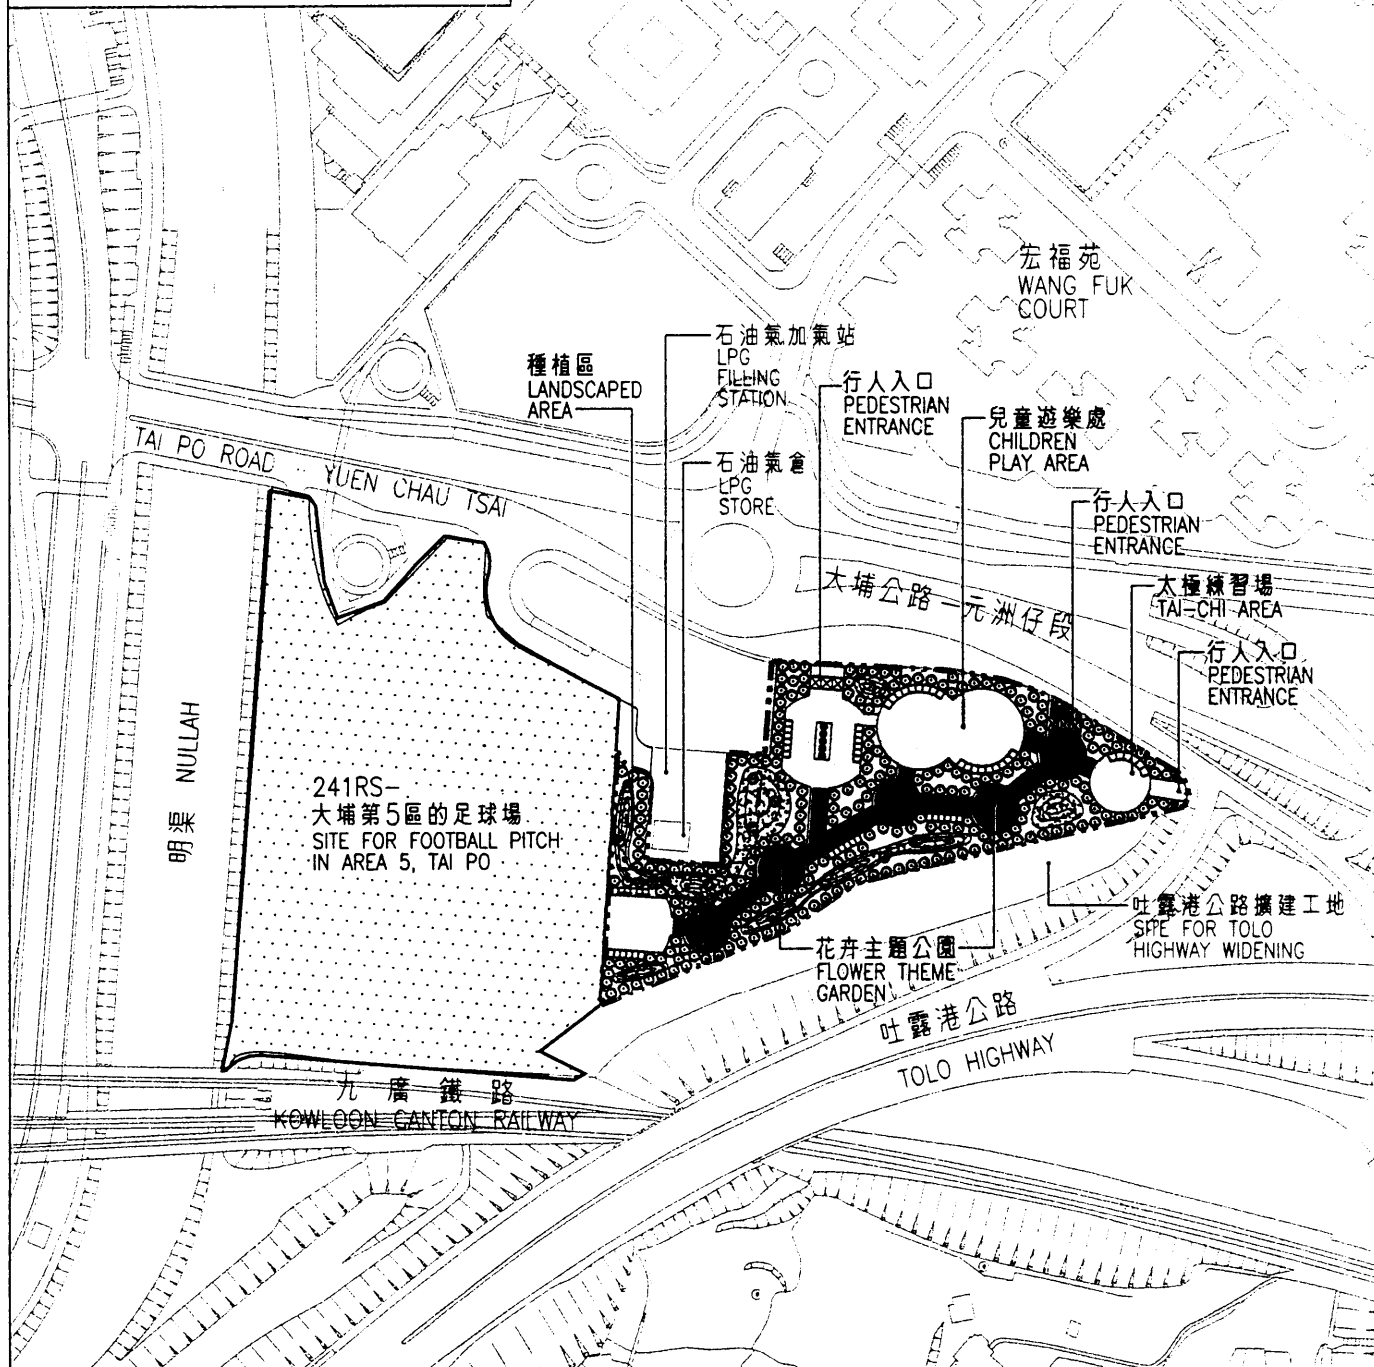 宏福苑
WANG FUK
COURT
石油氣加氣站
LPG
FILLING
STATION
種植區
LANDSCAPED
AREA
行人入口
PEDESTRIAN
ENTRANCE
兒童遊樂處
CHILDREN
PLAY AREA
TAI PO ROAD - YUEN CHAU TSAI
石油氣倉
LPG
STORE
行人入口
PEDESTRIAN
ENTRANCE
大埔公路－元洲仔段
太極練習場
TAI-CHI AREA
行人入口
PEDESTRIAN
ENTRANCE
明渠 NULLAH
241RS-
大埔第5區的足球場
SITE FOR FOOTBALL PITCH
IN AREA 5, TAI PO
吐露港公路擴建工地
SITE FOR TOLO
HIGHWAY WIDENING
花卉主題公園
FLOWER THEME
GARDEN
吐露港公路
TOLO HIGHWAY
九廣鐵路
KOWLOON CANTON RAILWAY